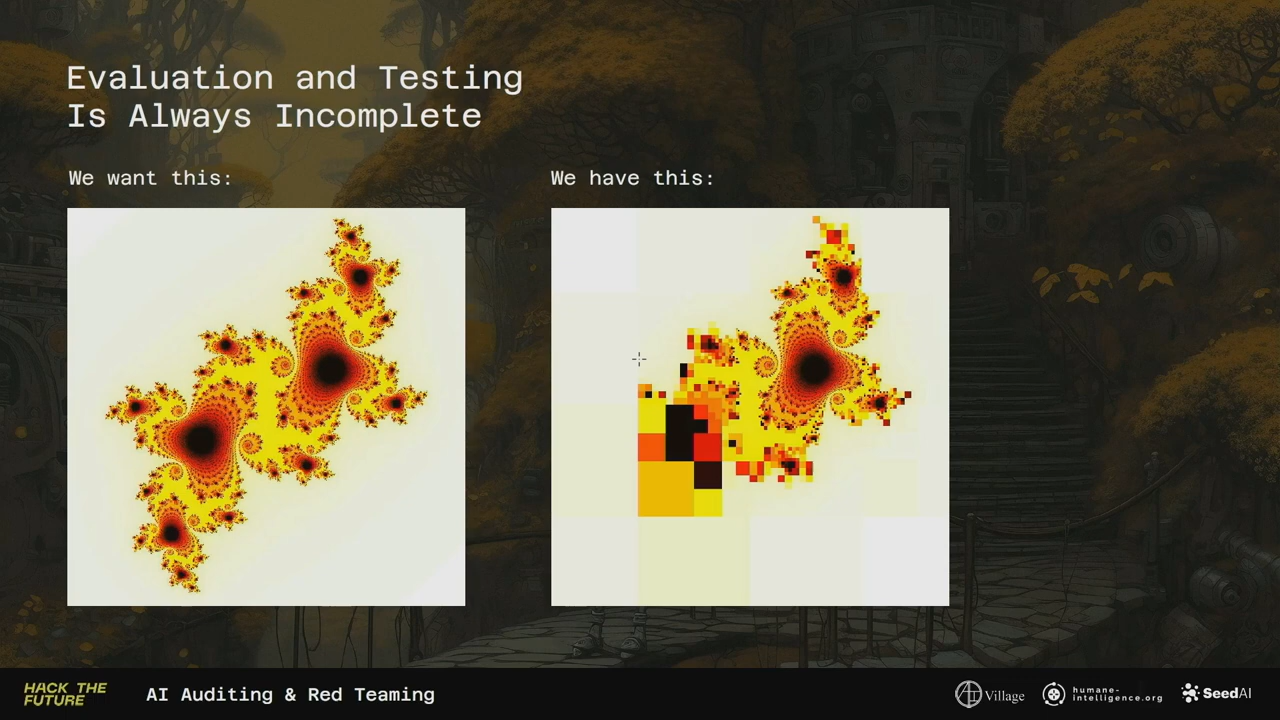 Evaluation and Testing
Is Always Incomplete
We want this:
We have this:
HACK THE
FUTURE
AI Auditing & Red Teaming
AI Village
humane-
intelligence.org
SeedAI